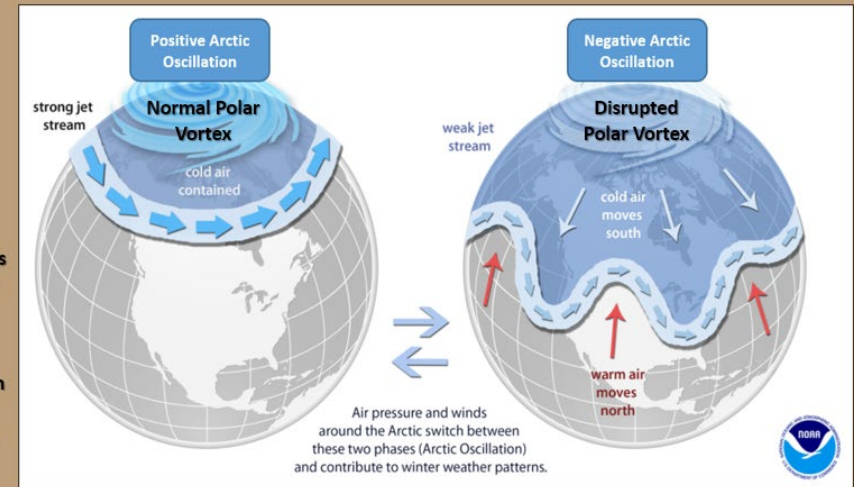 Positive Arctic
Oscillation
Negative Arctic
Oscillation
strong jet
stream
Normal Polar
Vortex
cold air
contained
weak jet
stream
Disrupted
Polar Vortex
cold air
moves
south
warm air
moves
north
Air pressure and winds
around the Arctic switch between
these two phases (Arctic Oscillation)
and contribute to winter weather patterns.
NOAA